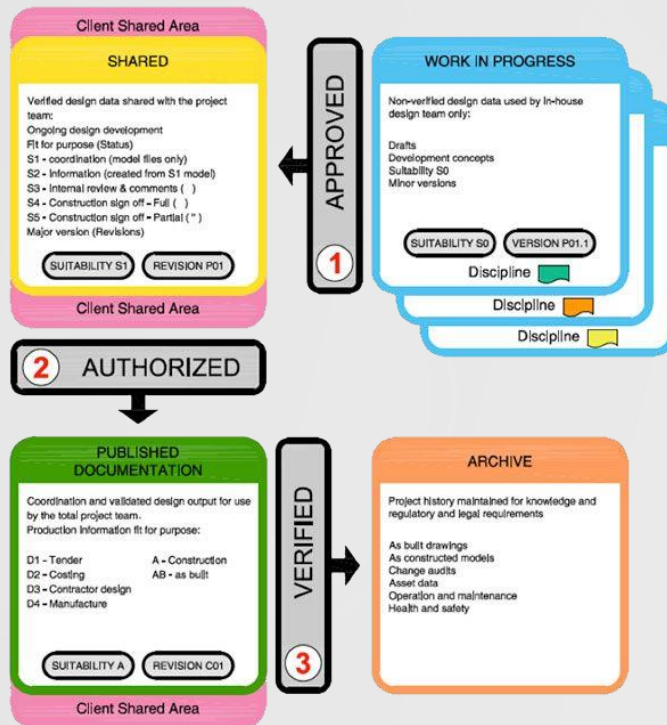 Client Shared Area
SHARED
Verified design data shared with the project
team:
Ongoing design development
Fit for purpose (Status)
S1 - coordination (model files only)
S2 - Information (created from S1 model)
S3 - Internal review & comments ( )
S4 - Construction sign off - Full ( )
S5 - Construction sign off - Partial ( " )
Major version (Revisions)
SUITABILITY S1
REVISION P01
Client Shared Area
APPROVED
1
WORK IN PROGRESS
Non-verified design data used by in-house
design team only:
Drafts
Development concepts
Suitability S0
Minor versions
SUITABILITY S0
VERSION P01.1
Discipline
Discipline
Discipline
2 AUTHORIZED
PUBLISHED
DOCUMENTATION
Coordination and validated design output for use
by the total project team.
Production information fit for purpose:
D1 - Tender
D2 - Costing
D3 - Contractor design
D4 - Manufacture
A - Construction
AB - as built
SUITABILITY A
REVISION C01
Client Shared Area
VERIFIED
3
ARCHIVE
Project history maintained for knowledge and
regulatory and legal requirements
As built drawings
As constructed models
Change audits
Asset data
Operation and maintenance
Health and safety